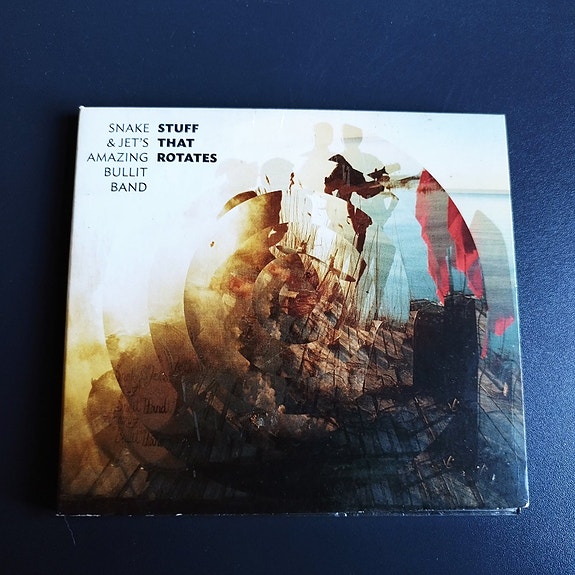 SNAKE STUFF
& JET'S THAT
AMAZING ROTATES
BULLIT
BAND